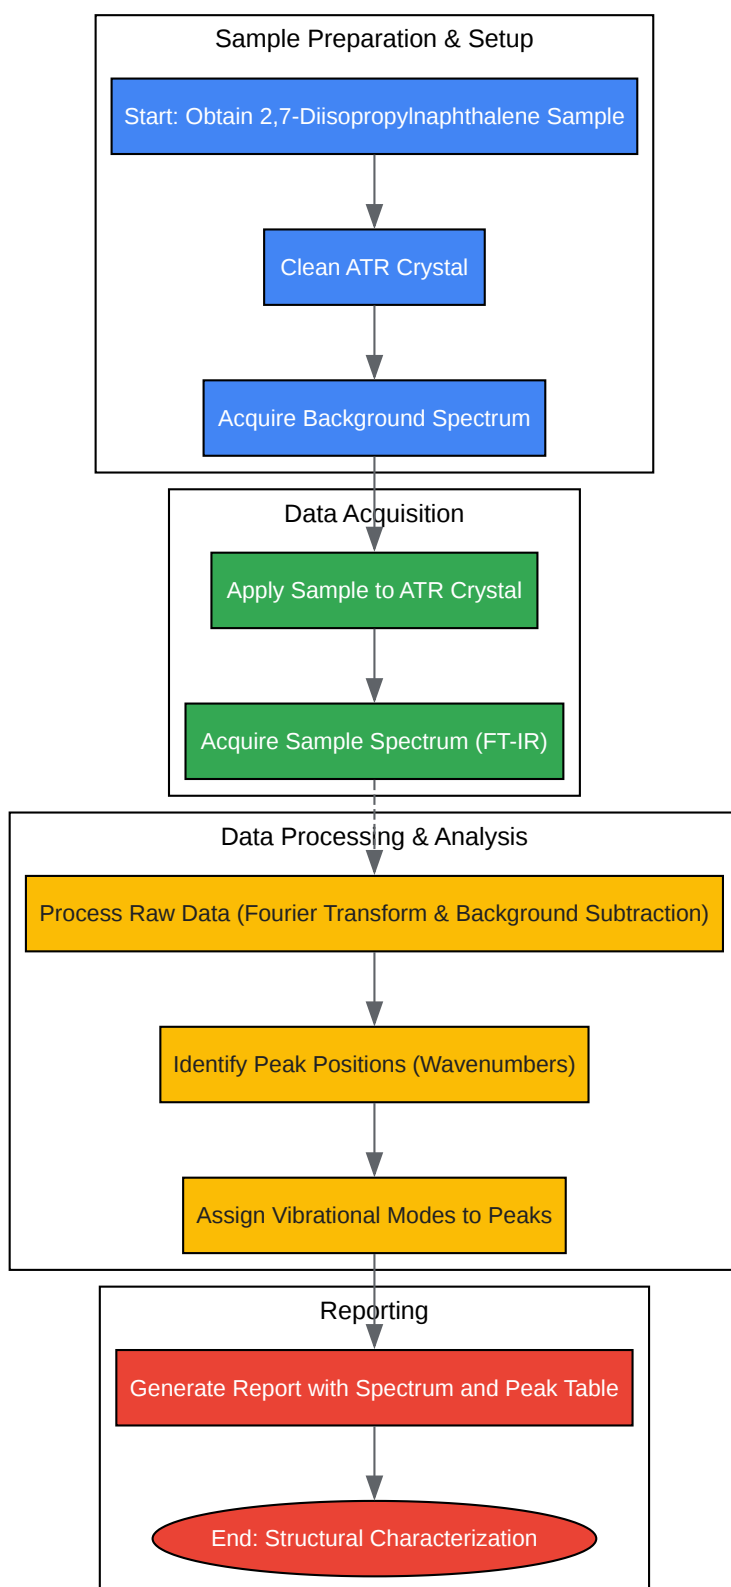 Sample Preparation & Setup
Start: Obtain 2,7-Diisopropylnaphthalene Sample
Clean ATR Crystal
Acquire Background Spectrum
Data Acquisition
Apply Sample to ATR Crystal
Acquire Sample Spectrum (FT-IR)
Data Processing & Analysis
Process Raw Data (Fourier Transform & Background Subtraction)
Identify Peak Positions (Wavenumbers)
Assign Vibrational Modes to Peaks
Reporting
Generate Report with Spectrum and Peak Table
End: Structural Characterization